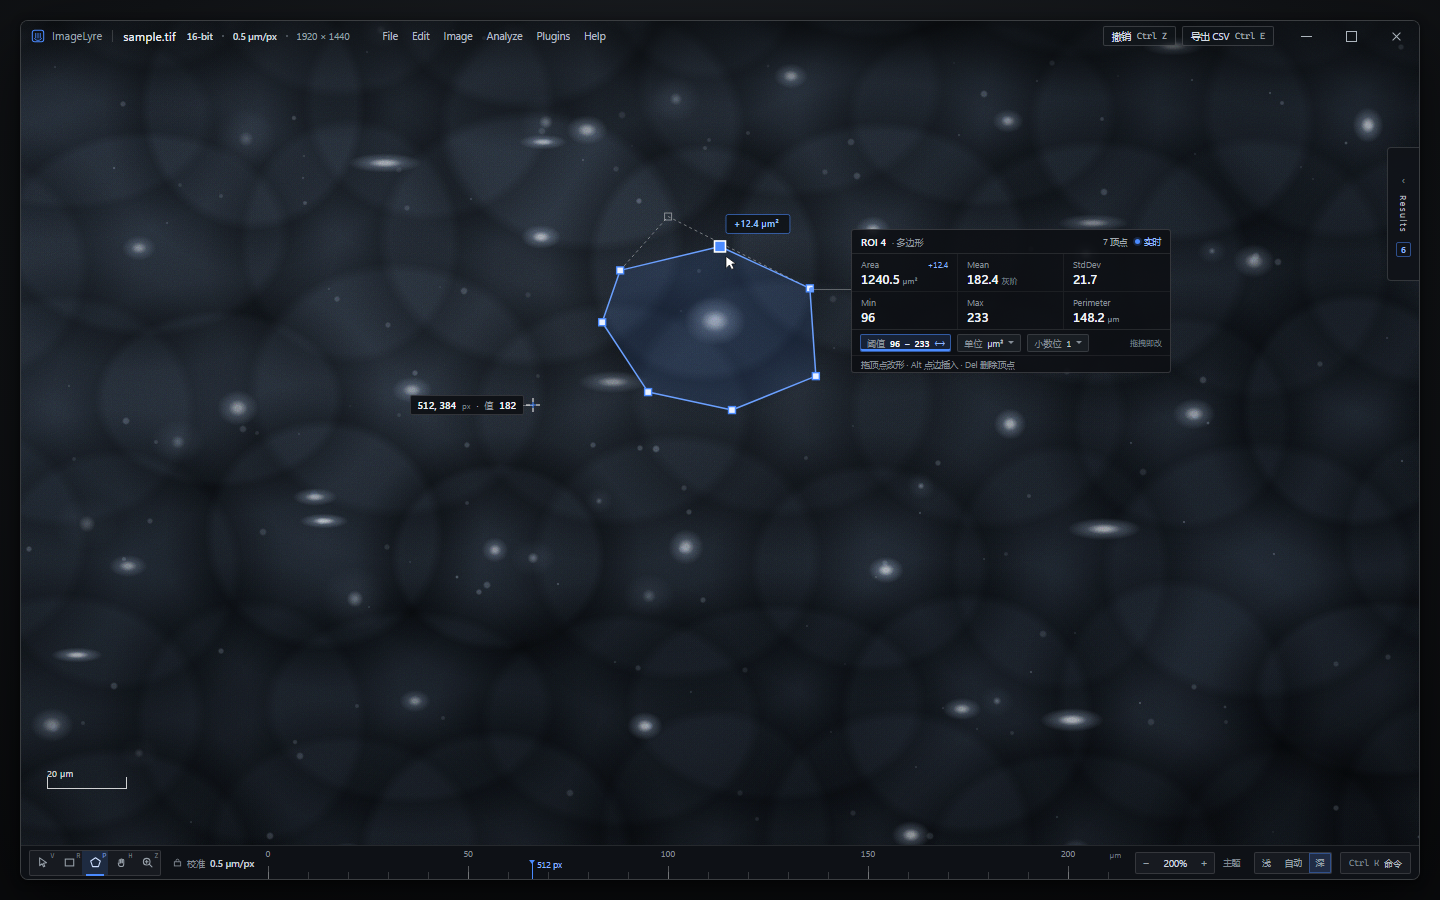 ImageLyre sample.tif 16-bit · 0.5 µm/px · 1920 × 1440 File Edit Image Analyze Plugins Help 撤销 Ctrl Z 导出 CSV Ctrl E
‹
Results
6
+12.4 µm²
ROI 4 · 多边形 7 顶点 实时
Area +12.4 Mean StdDev
1240.5 µm² 182.4 灰阶 21.7
Min Max Perimeter
96 233 148.2 µm
阈值 96 – 233 ↔ 单位 µm² 小数位 1 拖拽即改
拖顶点改形 · Alt 点边插入 · Del 删除顶点
512, 384 px · 值 182
20 µm
V R P H Z
校准 0.5 µm/px 0 50 512 px 100 150 200 µm − 200% + 主题 浅 自动 深 Ctrl K 命令